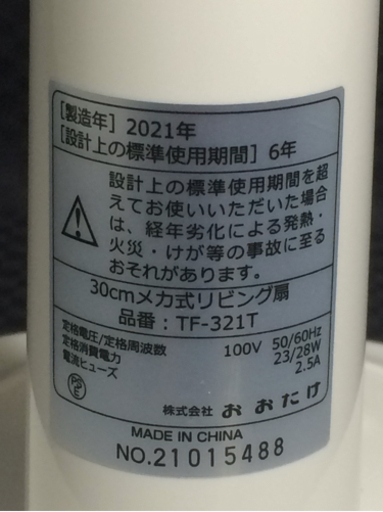 [製造年] 2021年
[設計上の標準使用期間] 6年
設計上の標準使用期間を超
えてお使いいただいた場合
は、経年劣化による発熱・
火災・けが等の事故に至る
おそれがあります。
30cmメカ式リビング扇
品番：TF-321T
定格電圧/定格周波数 100V 50/60Hz
定格消費電力 23/28W
電流ヒューズ 2.5A
PSE
株式会社 おおたけ
MADE IN CHINA
NO.21015488